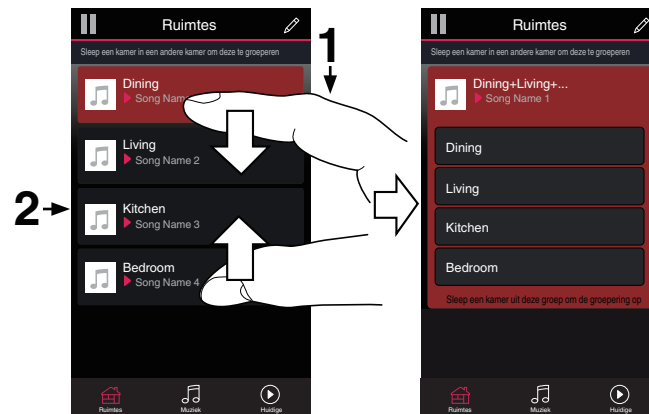 Ruimtes
Sleep een kamer in een andere kamer om deze te groeperen
1
Dining
Song Nam
Living
Song Name 2
2
Kitchen
Song Name 3
Bedroom
Song Name 4
Ruimtes
Muziek
Huidige
Ruimtes
Sleep een kamer in een andere kamer om deze te groeperen
Dining+Living+...
Song Name 1
Dining
Living
Kitchen
Bedroom
Sleep een kamer uit deze groep om de groepering op
Ruimtes
Muziek
Huidige